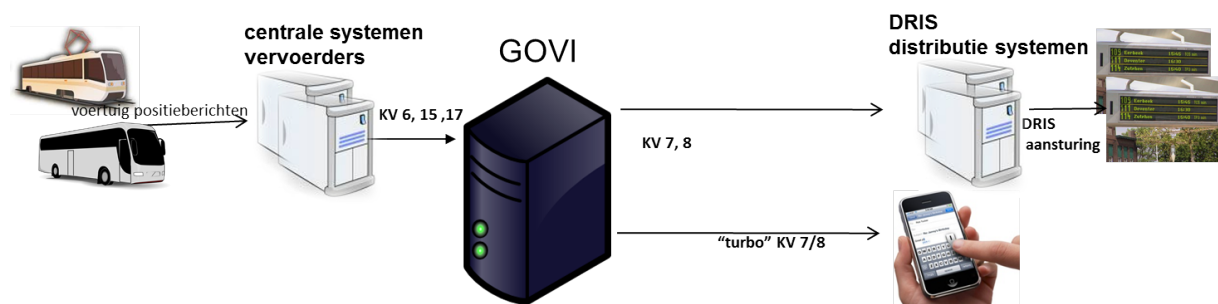 centrale systemen
vervoerders
GOVI
DRIS
distributie systemen
voertuig positieberichten
KV 6, 15 ,17
KV 7, 8
DRIS
aansturing
"turbo" KV 7/8